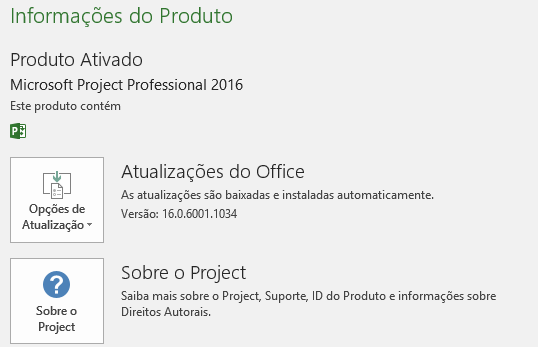 Informações do Produto
Produto Ativado
Microsoft Project Professional 2016
Este produto contém
P
Opções de
Atualização
Atualizações do Office
As atualizações são baixadas e instaladas automaticamente.
Versão: 16.0.6001.1034
?
Sobre o
Project
Sobre o Project
Saiba mais sobre o Project, Suporte, ID do Produto e informações sobre
Direitos Autorais.